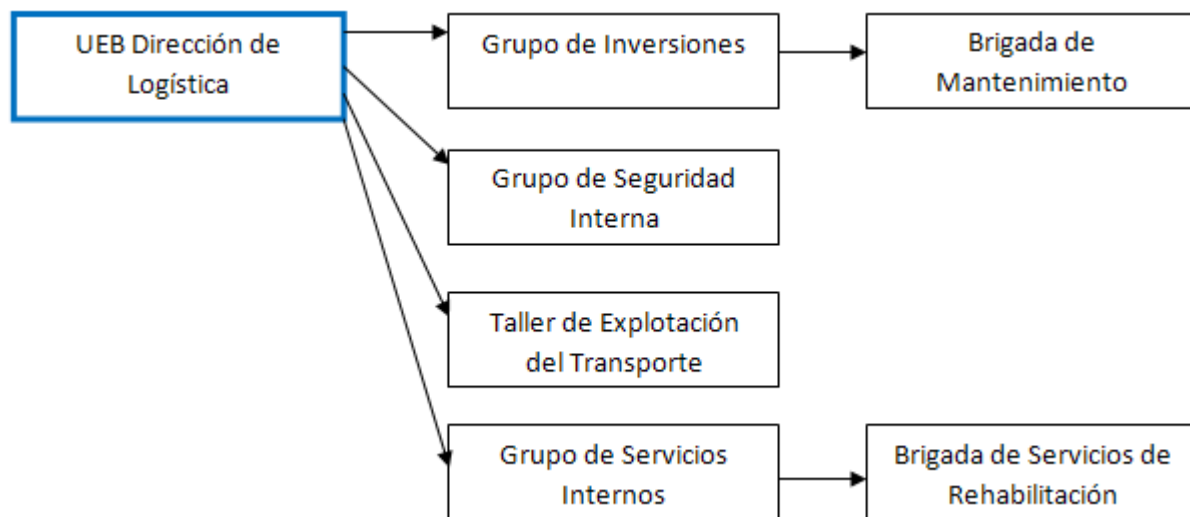 UEB Dirección de
Logística
Grupo de Inversiones
Brigada de
Mantenimiento
Grupo de Seguridad
Interna
Taller de Explotación
del Transporte
Grupo de Servicios
Internos
Brigada de Servicios de
Rehabilitación